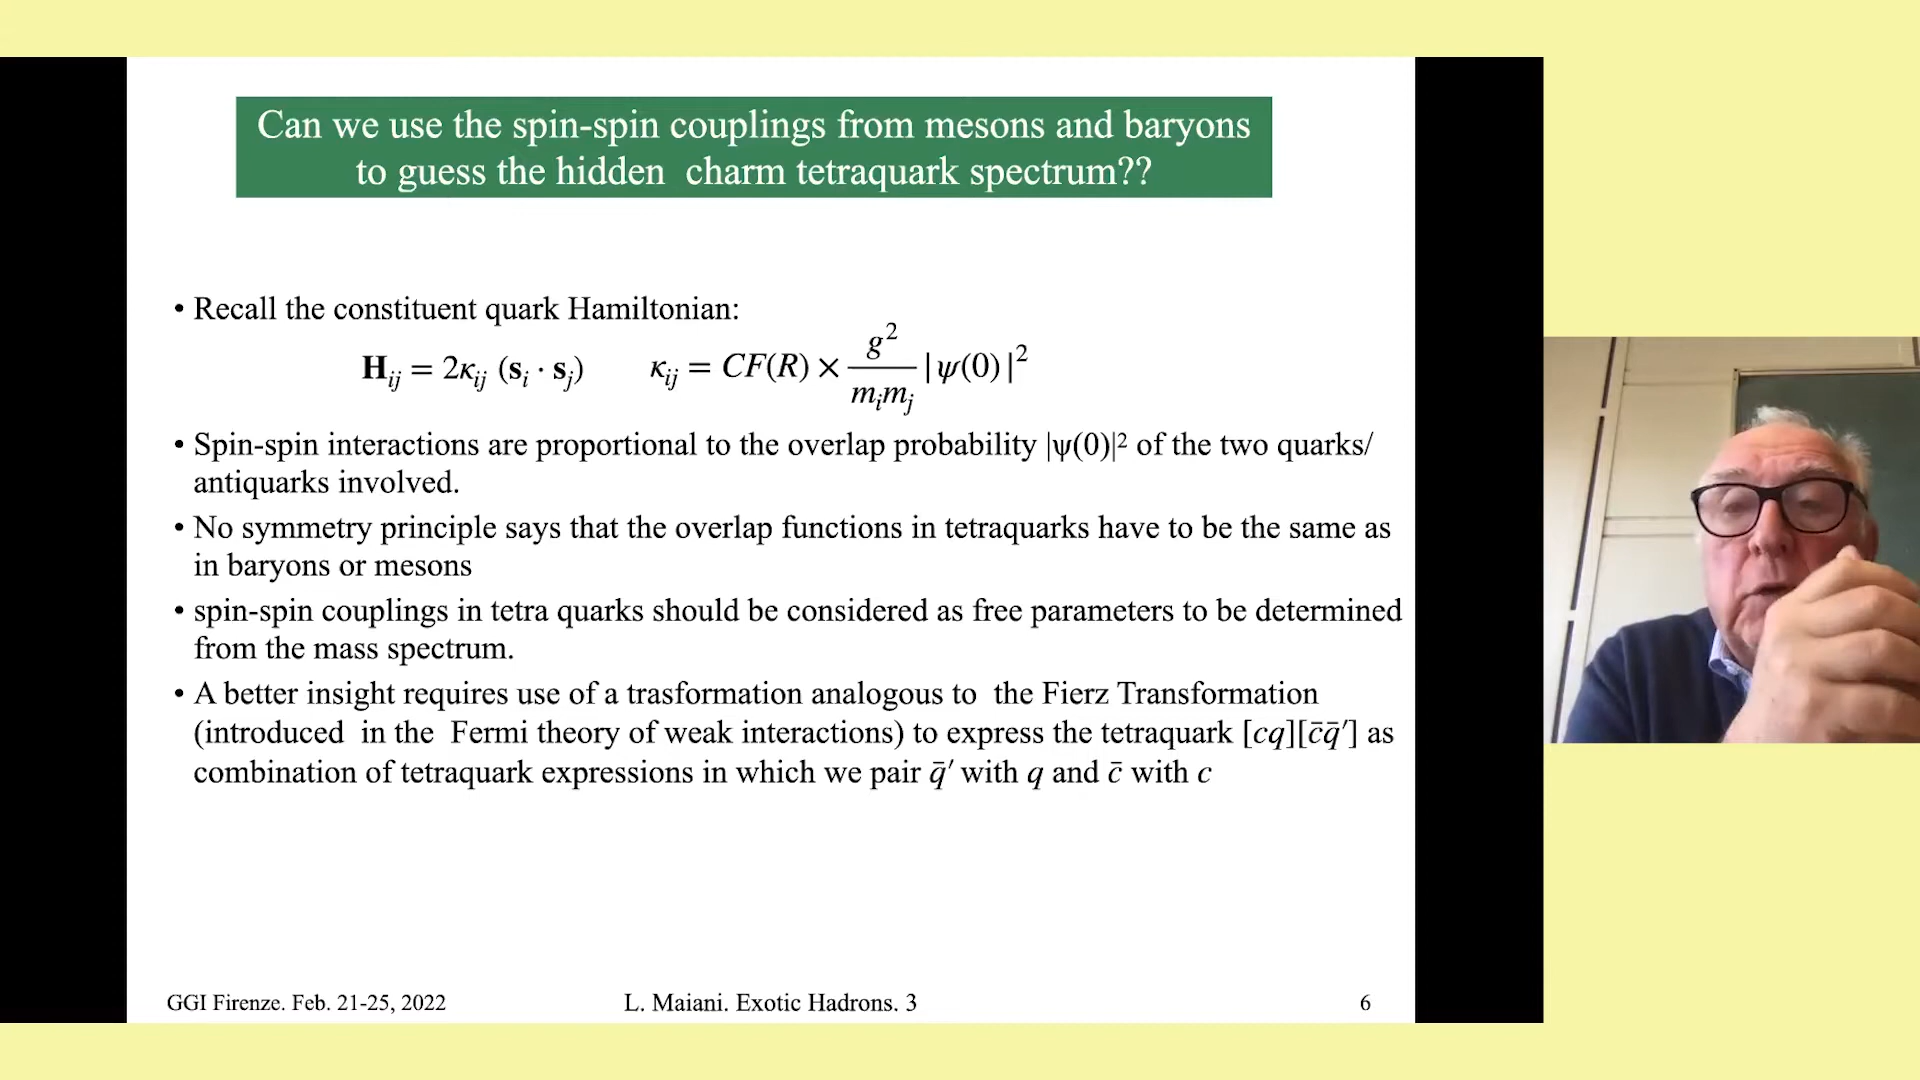 Can we use the spin-spin couplings from mesons and baryons
to guess the hidden charm tetraquark spectrum??
• Recall the constituent quark Hamiltonian:
H_ij = 2κ_ij (s_i · s_j)    κ_ij = CF(R) × g²/(m_i m_j) |ψ(0)|²
• Spin-spin interactions are proportional to the overlap probability |ψ(0)|² of the two quarks/
antiquarks involved.
• No symmetry principle says that the overlap functions in tetraquarks have to be the same as
in baryons or mesons
• spin-spin couplings in tetra quarks should be considered as free parameters to be determined
from the mass spectrum.
• A better insight requires use of a trasformation analogous to the Fierz Transformation
(introduced in the Fermi theory of weak interactions) to express the tetraquark [cq][c̄q̄′] as
combination of tetraquark expressions in which we pair q̄′ with q and c̄ with c
GGI Firenze. Feb. 21-25, 2022
L. Maiani. Exotic Hadrons. 3
6